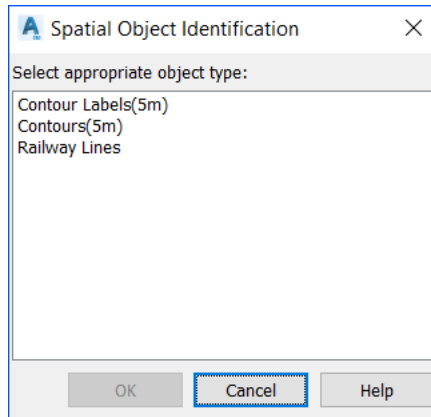 Spatial Object Identification
Select appropriate object type:
Contour Labels(5m)
Contours(5m)
Railway Lines
OK Cancel Help